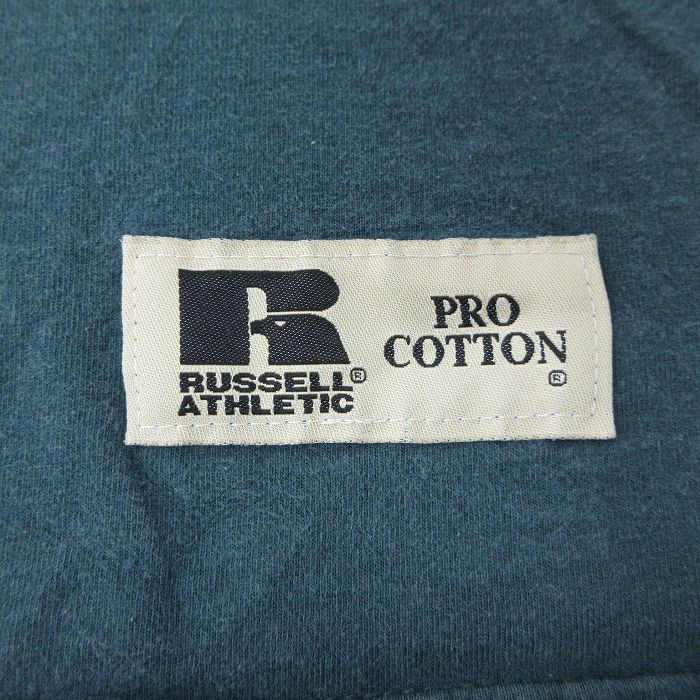 R
RUSSELL®
ATHLETIC
PRO
COTTON
®